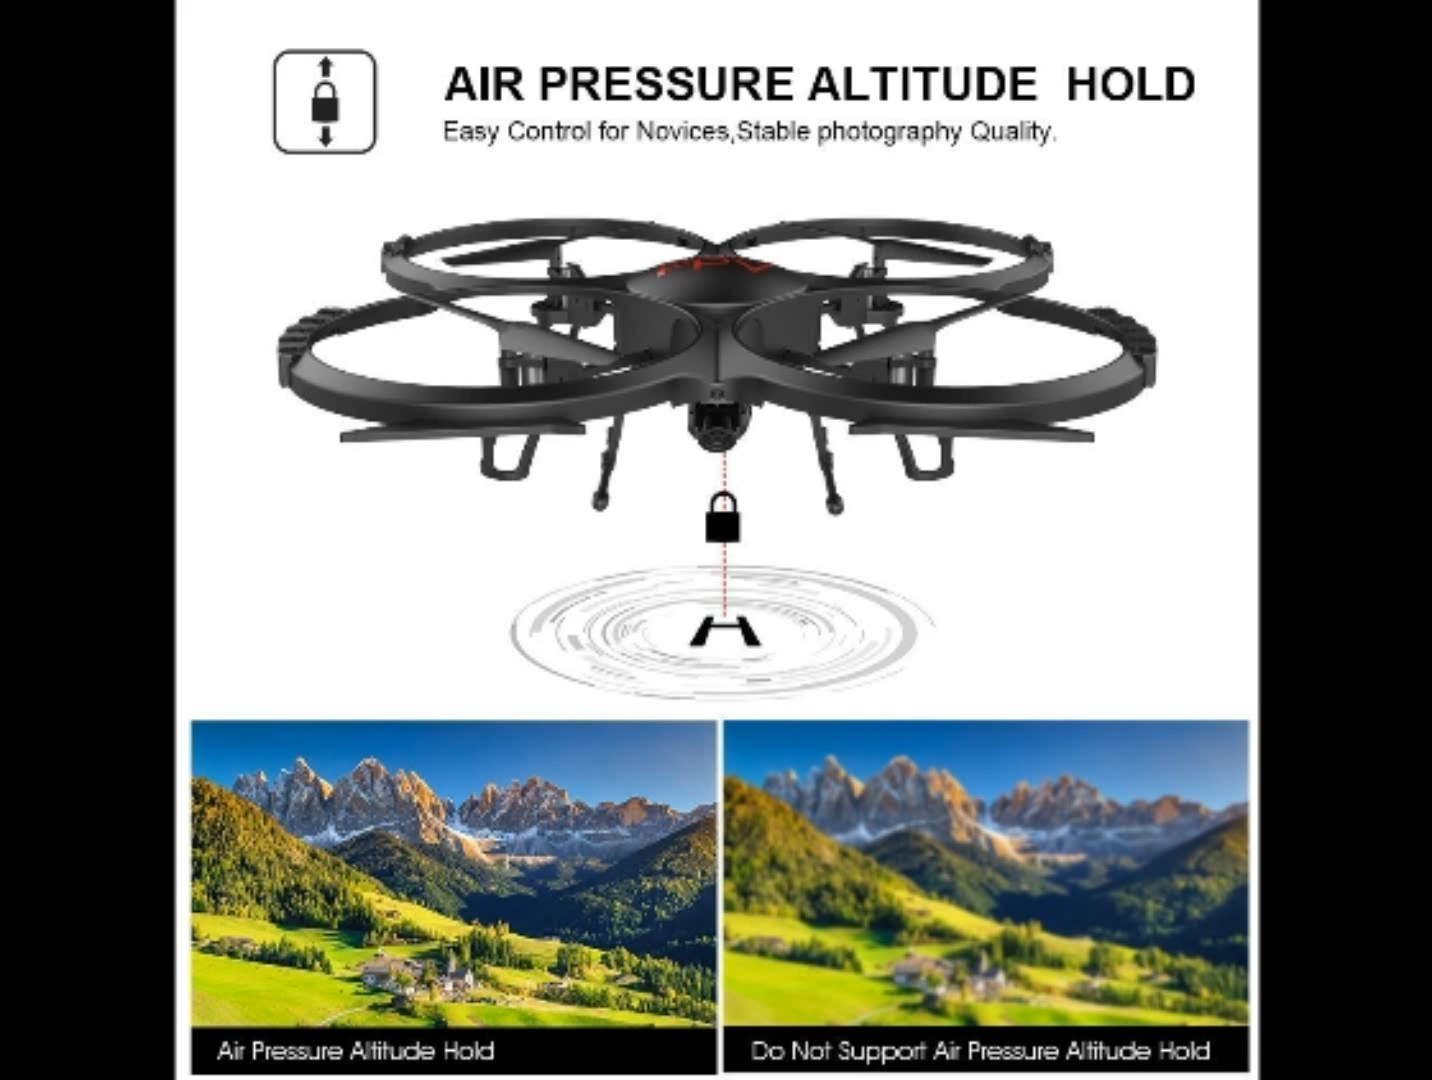 AIR PRESSURE ALTITUDE HOLD
Easy Control for Novices,Stable photography Quality.
H
Air Pressure Altitude Hold
Do Not Support Air Pressure Altitude Hold